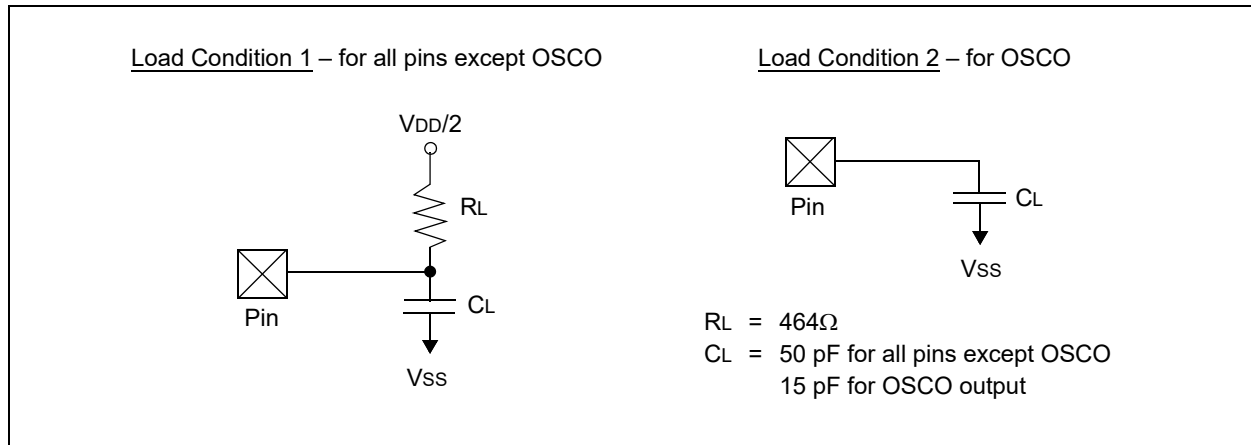 Load Condition 1 – for all pins except OSCO
VDD/2
RL
Pin
CL
VSS
Load Condition 2 – for OSCO
Pin
CL
VSS
RL = 464Ω
CL = 50 pF for all pins except OSCO
15 pF for OSCO output